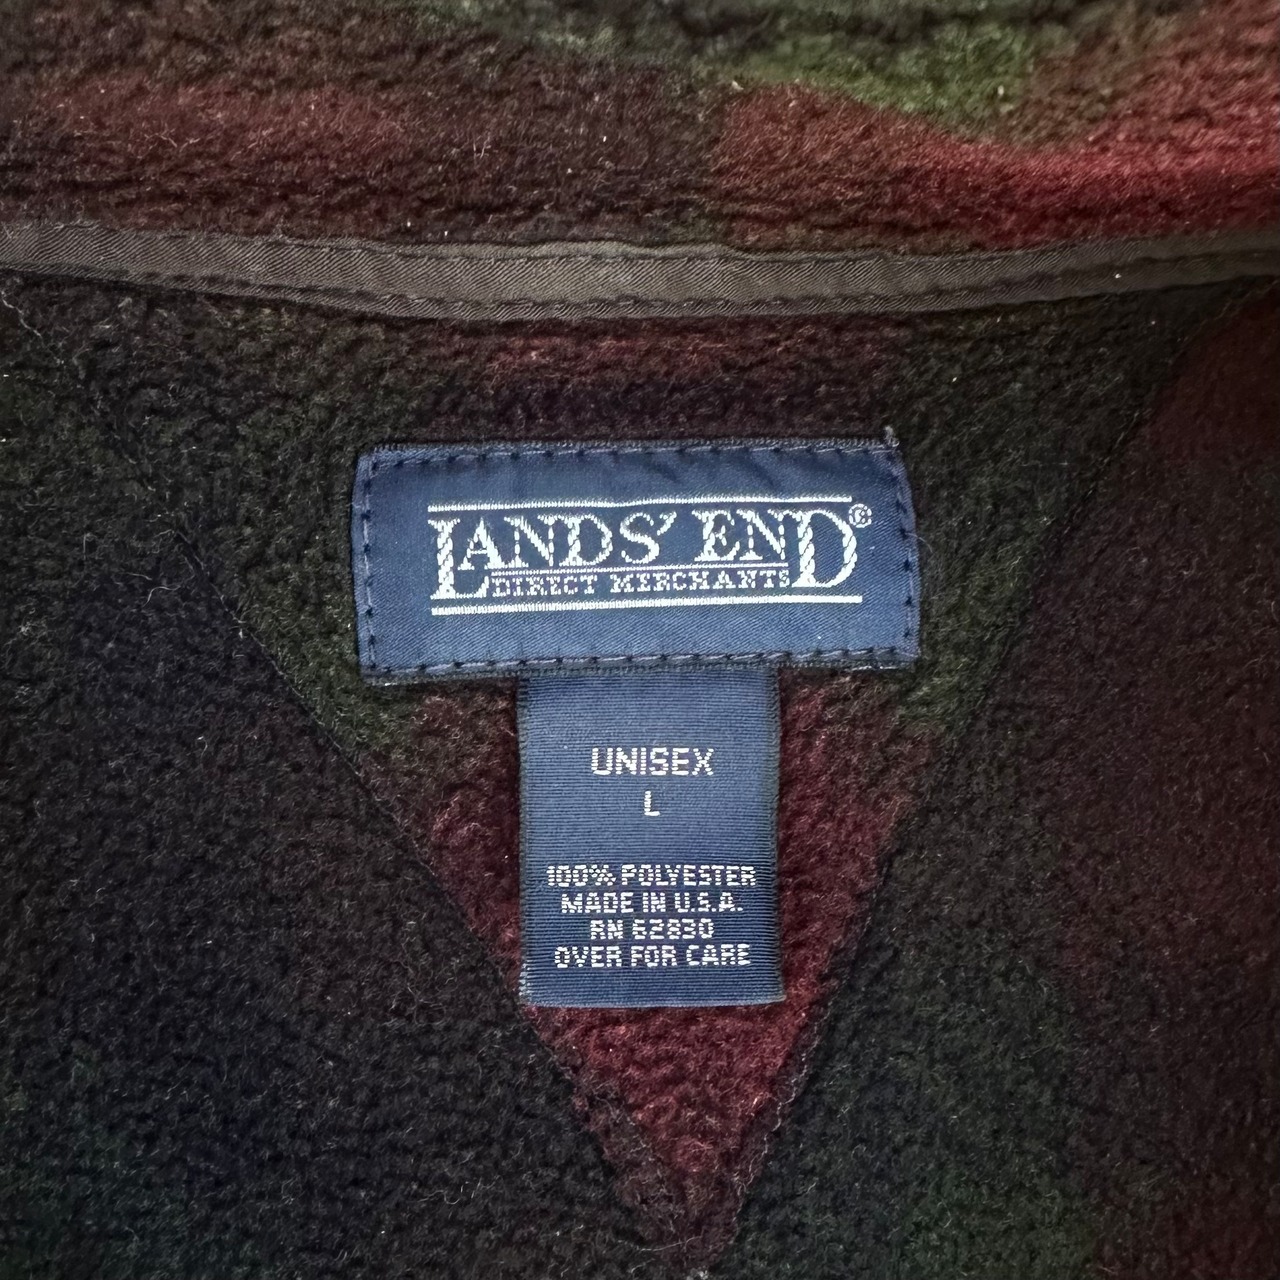 LANDS' END®
DIRECT MERCHANTS
UNISEX
L
100% POLYESTER
MADE IN U.S.A.
RN 62830
OVER FOR CARE